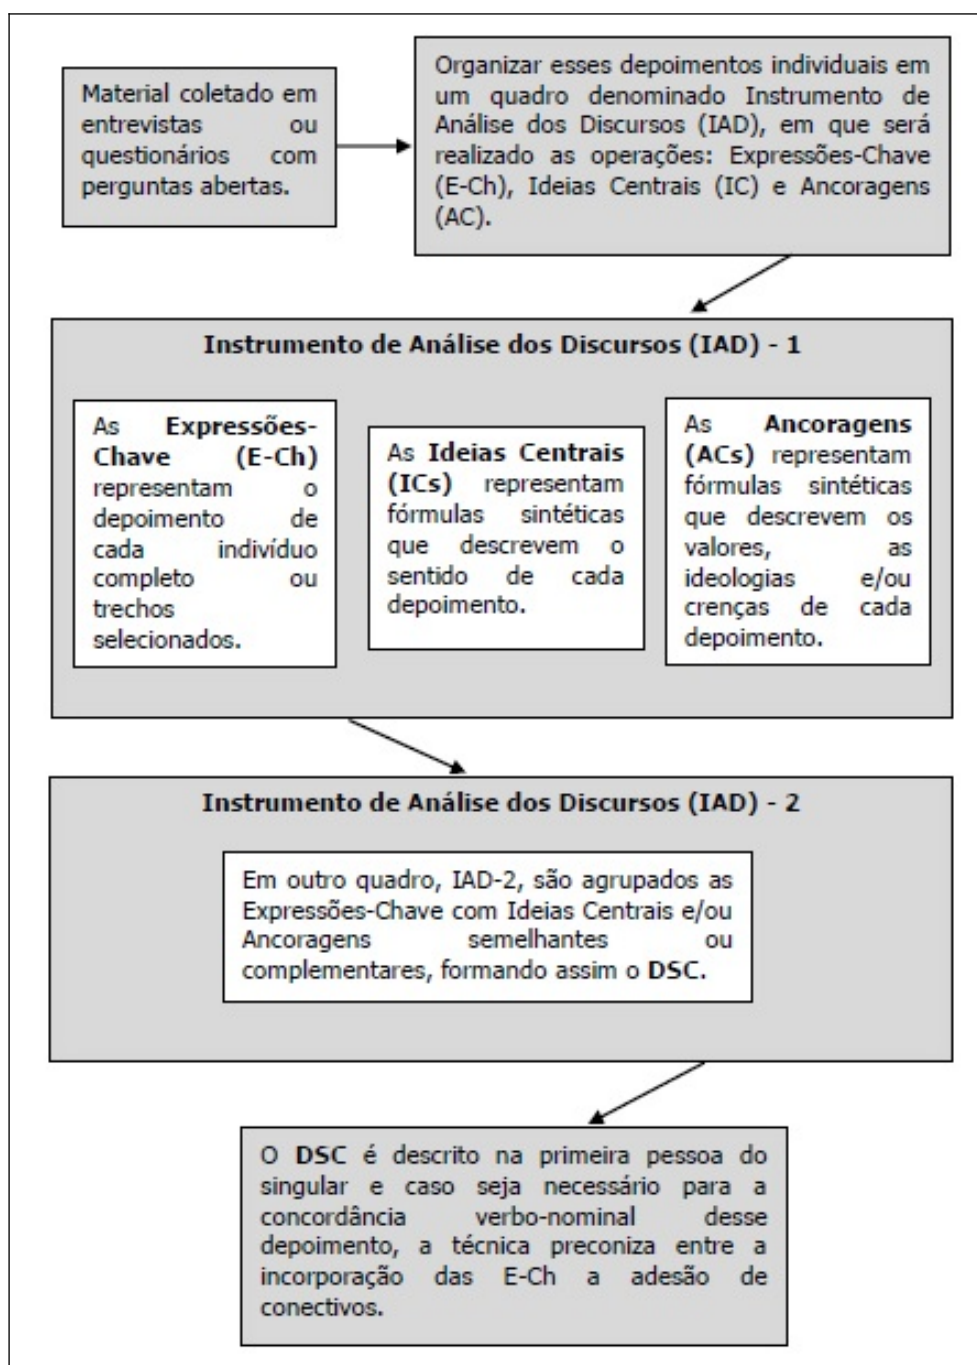 Material coletado em
entrevistas ou
questionários com
perguntas abertas.
Organizar esses depoimentos individuais em
um quadro denominado Instrumento de
Análise dos Discursos (IAD), em que será
realizado as operações: Expressões-Chave
(E-Ch), Ideias Centrais (IC) e Ancoragens
(AC).
Instrumento de Análise dos Discursos (IAD) - 1
As Expressões-
Chave (E-Ch)
representam o
depoimento de
cada indivíduo
completo ou
trechos
selecionados.
As Ideias Centrais
(ICs) representam
fórmulas sintéticas
que descrevem o
sentido de cada
depoimento.
As Ancoragens
(ACs) representam
fórmulas sintéticas
que descrevem os
valores, as
ideologias e/ou
crenças de cada
depoimento.
Instrumento de Análise dos Discursos (IAD) - 2
Em outro quadro, IAD-2, são agrupados as
Expressões-Chave com Ideias Centrais e/ou
Ancoragens semelhantes ou
complementares, formando assim o DSC.
O DSC é descrito na primeira pessoa do
singular e caso seja necessário para a
concordância verbo-nominal desse
depoimento, a técnica preconiza entre a
incorporação das E-Ch a adesão de
conectivos.